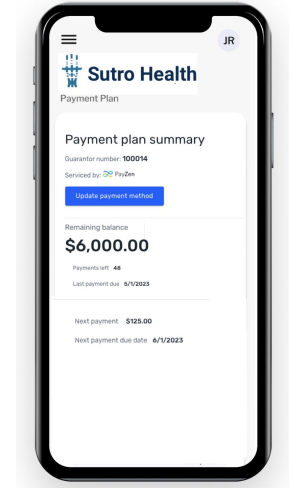 JR
Sutro Health
Payment Plan
Payment plan summary
Guarantor number: 100014
Serviced by: PayZen
Update payment method
Remaining balance
$6,000.00
Payments left 48
Last payment due 5/1/2023
Next payment $125.00
Next payment due date 6/1/2023